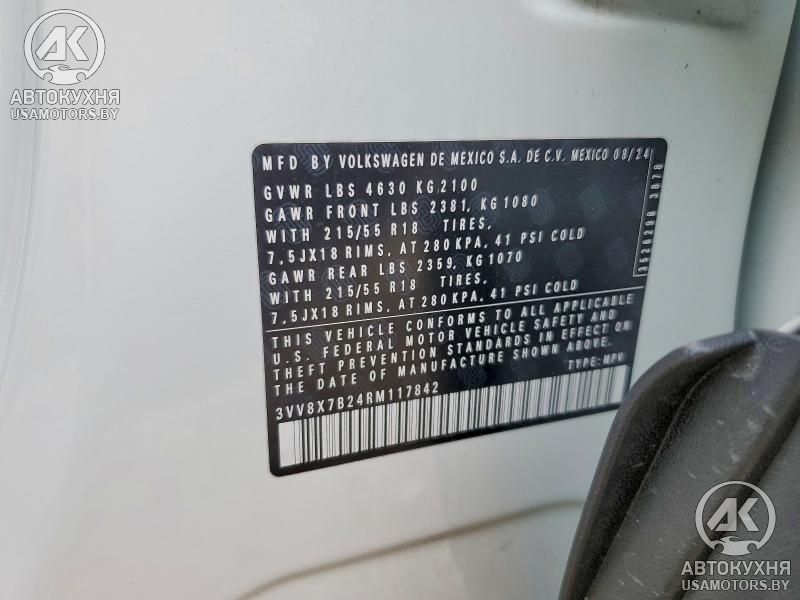 AK
АВТОКУХНЯ
USAMOTORS.BY
MFD BY VOLKSWAGEN DE MEXICO S.A. DE C.V. MEXICO 08/24
GVWR LBS 4630 KG 2100
GAWR FRONT LBS 2381, KG 1080
WITH 215/55 R18 TIRES,
7,5JX18 RIMS, AT 280 KPA, 41 PSI COLD
GAWR REAR LBS 2359, KG 1070
WITH 215/55 R18 TIRES,
7,5JX18 RIMS, AT 280 KPA, 41 PSI COLD
THIS VEHICLE CONFORMS TO ALL APPLICABLE
U.S. FEDERAL MOTOR VEHICLE SAFETY AND
THEFT PREVENTION STANDARDS IN EFFECT ON
THE DATE OF MANUFACTURE SHOWN ABOVE.
TYPE: MPV
3VV8X7B24RM117842
3526298 3878
AK
АВТОКУХНЯ
USAMOTORS.BY